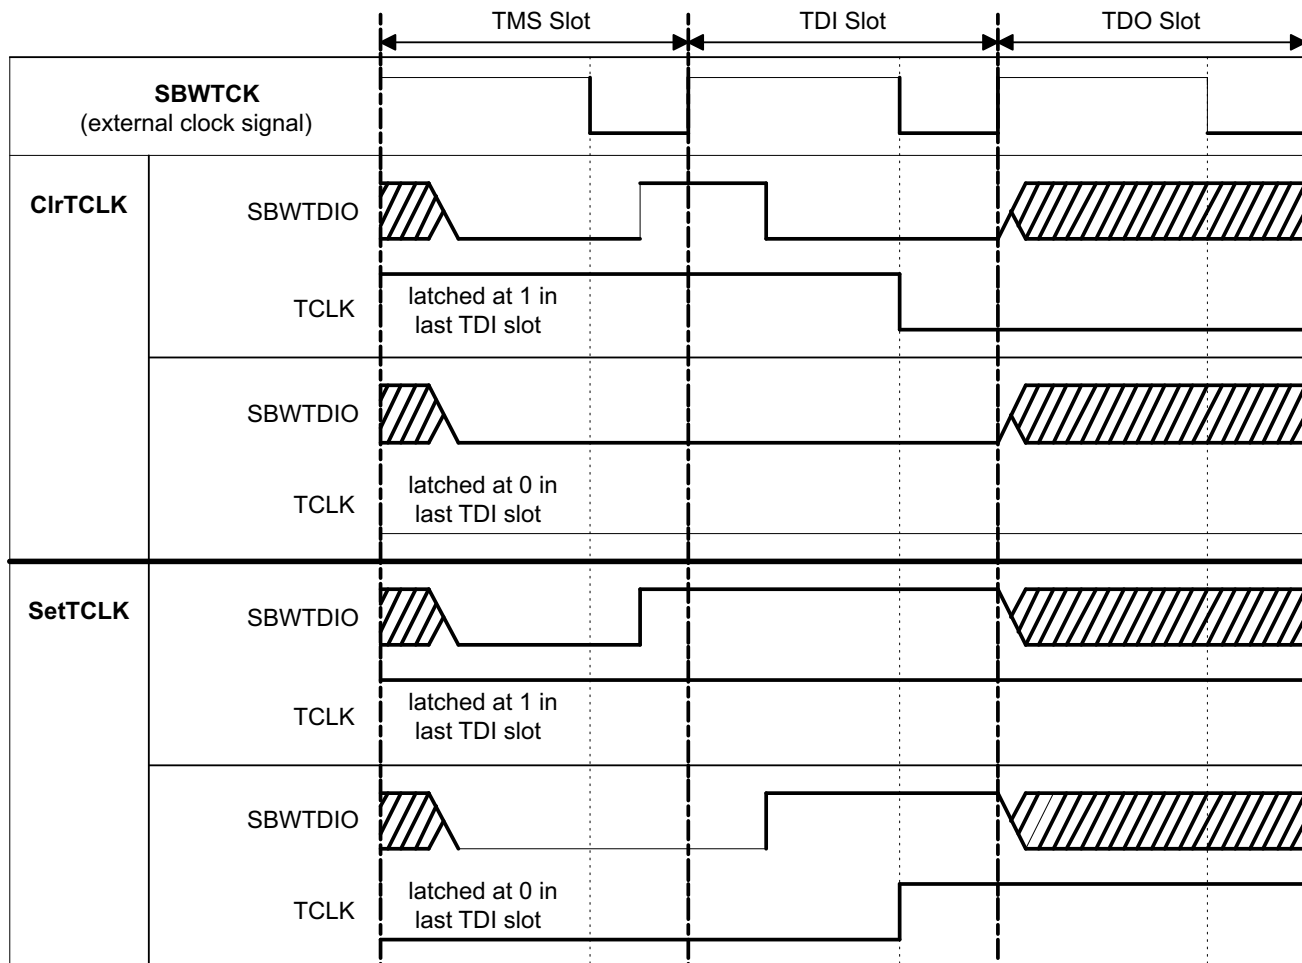 TMS Slot
TDI Slot
TDO Slot
SBWTCK
(external clock signal)
ClrTCLK
SBWTDIO
TCLK
latched at 1 in
last TDI slot
SBWTDIO
TCLK
latched at 0 in
last TDI slot
SetTCLK
SBWTDIO
TCLK
latched at 1 in
last TDI slot
SBWTDIO
TCLK
latched at 0 in
last TDI slot